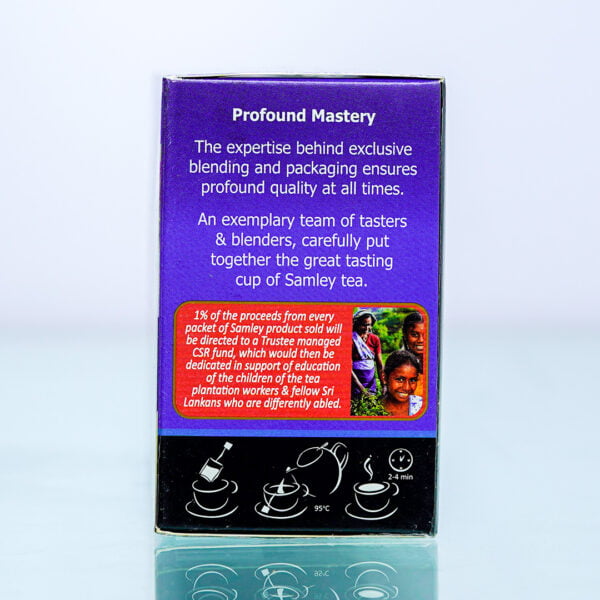 Profound Mastery
The expertise behind exclusive
blending and packaging ensures
profound quality at all times.
An exemplary team of tasters
& blenders, carefully put
together the great tasting
cup of Samley tea.
1% of the proceeds from every
packet of Samley product sold will
be directed to a Trustee managed
CSR fund, which would then be
dedicated in support of education
of the children of the tea
plantation workers & fellow Sri
Lankans who are differently abled.
95°C
2-4 min